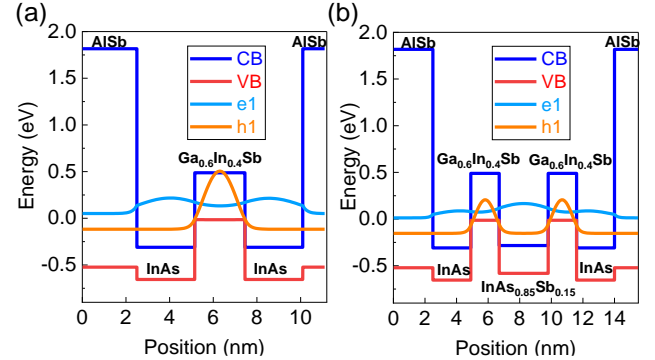 (a)
AlSb
AlSb
CB
VB
e1
h1
Ga0.6In0.4Sb
InAs
InAs
Energy (eV)
2.0
1.5
1.0
0.5
0.0
-0.5
0 2 4 6 8 10
Position (nm)
(b)
AlSb
AlSb
CB
VB
e1
h1
Ga0.6In0.4Sb
Ga0.6In0.4Sb
InAs
InAs
InAs0.85Sb0.15
Energy (eV)
2.0
1.5
1.0
0.5
0.0
-0.5
0 2 4 6 8 10 12 14
Position (nm)